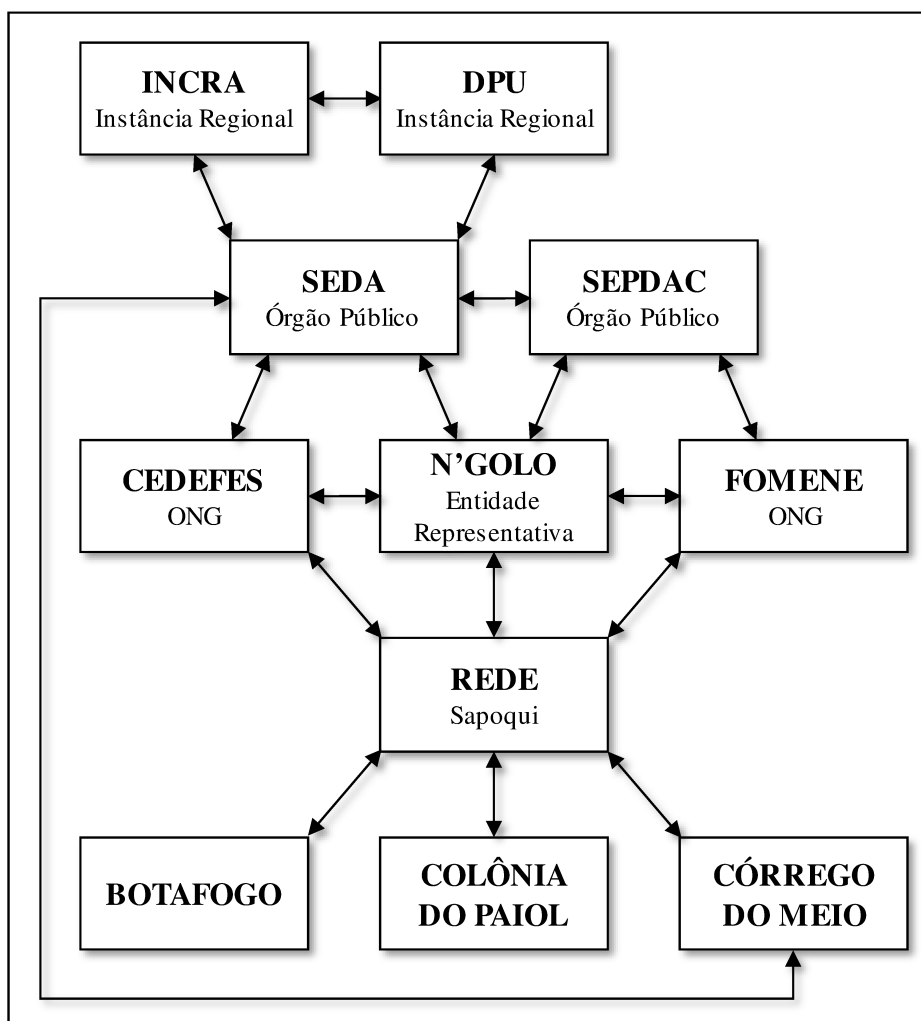 INCRA
Instância Regional
DPU
Instância Regional
SEDA
Órgão Público
SEPDAC
Órgão Público
CEDEFES
ONG
N’GOLO
Entidade
Representativa
FOMENE
ONG
REDE
Sapoqui
BOTAFOGO
COLÔNIA
DO PAIOL
CÓRREGO
DO MEIO